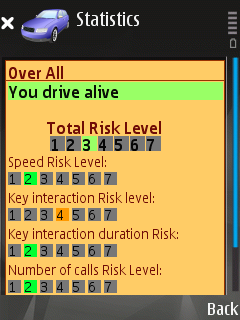 Statistics
Over All
You drive alive
Total Risk Level
1 2 3 4 5 6 7
Speed Risk Level:
1 2 3 4 5 6 7
Key interaction Risk level:
1 2 3 4 5 6 7
Key interaction duration Risk:
1 2 3 4 5 6 7
Number of calls Risk Level:
1 2 3 4 5 6 7
Back